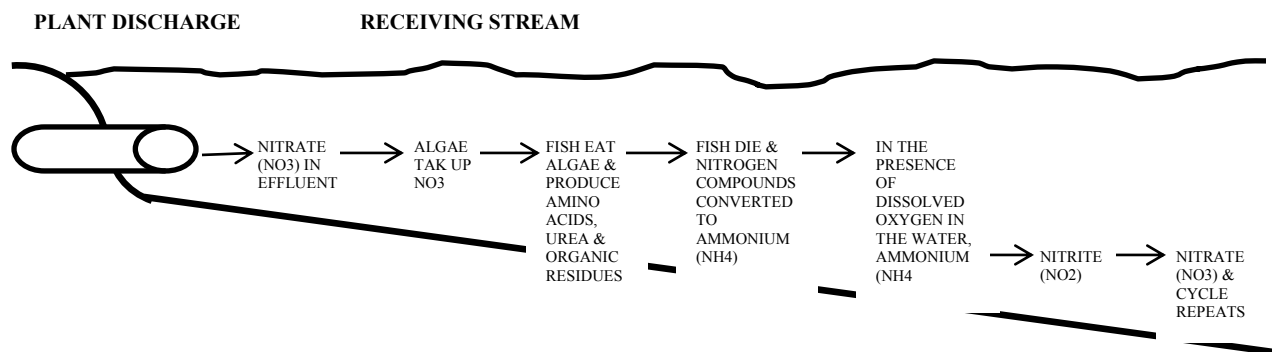 PLANT DISCHARGE
RECEIVING STREAM
NITRATE
(NO3) IN
EFFLUENT
ALGAE
TAK UP
NO3
FISH EAT
ALGAE &
PRODUCE
AMINO
ACIDS,
UREA &
ORGANIC
RESIDUES
FISH DIE &
NITROGEN
COMPOUNDS
CONVERTED
TO
AMMONIUM
(NH4)
IN THE
PRESENCE
OF
DISSOLVED
OXYGEN IN
THE WATER,
AMMONIUM
(NH4
NITRITE
(NO2)
NITRATE
(NO3) &
CYCLE
REPEATS